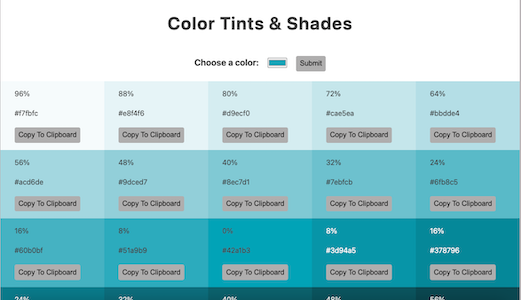 Color Tints & Shades
Choose a color: Submit
96% 88% 80% 72% 64%
#f7fbfc #e8f4f6 #d9ecf0 #cae5ea #bbdde4
Copy To Clipboard Copy To Clipboard Copy To Clipboard Copy To Clipboard Copy To Clipboard
56% 48% 40% 32% 24%
#acd6de #9dced7 #8ec7d1 #7ebfcb #6fb8c5
Copy To Clipboard Copy To Clipboard Copy To Clipboard Copy To Clipboard Copy To Clipboard
16% 8% 0% 8% 16%
#60b0bf #51a9b9 #42a1b3 #3d94a5 #378796
Copy To Clipboard Copy To Clipboard Copy To Clipboard Copy To Clipboard Copy To Clipboard
24% 32% 40% 48% 56%